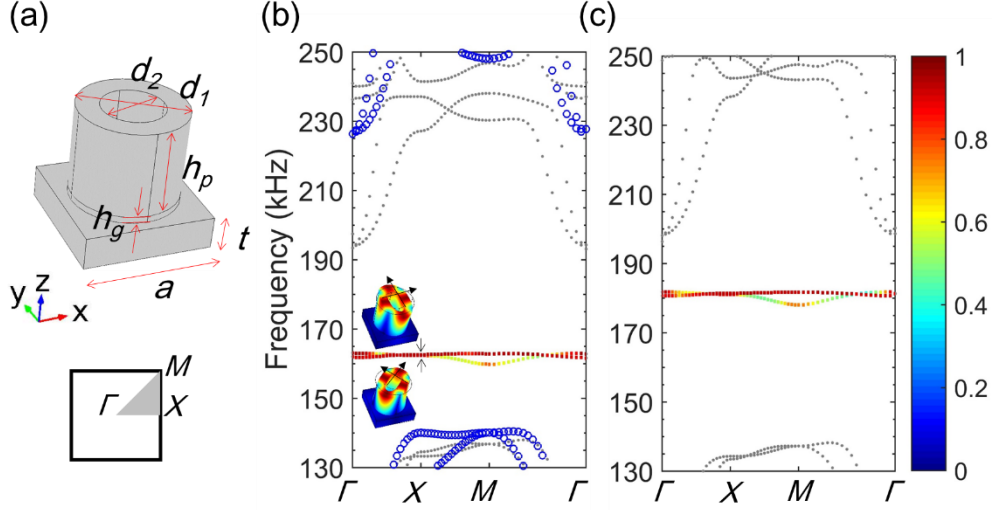 (a)
(b)
(c)
d2
d1
hp
hg
t
a
y
z
x
M
Γ
X
Frequency (kHz)
250
230
210
190
170
150
130
Γ
X
M
Γ
250
230
210
190
170
150
130
Γ
X
M
Γ
1
0.8
0.6
0.4
0.2
0